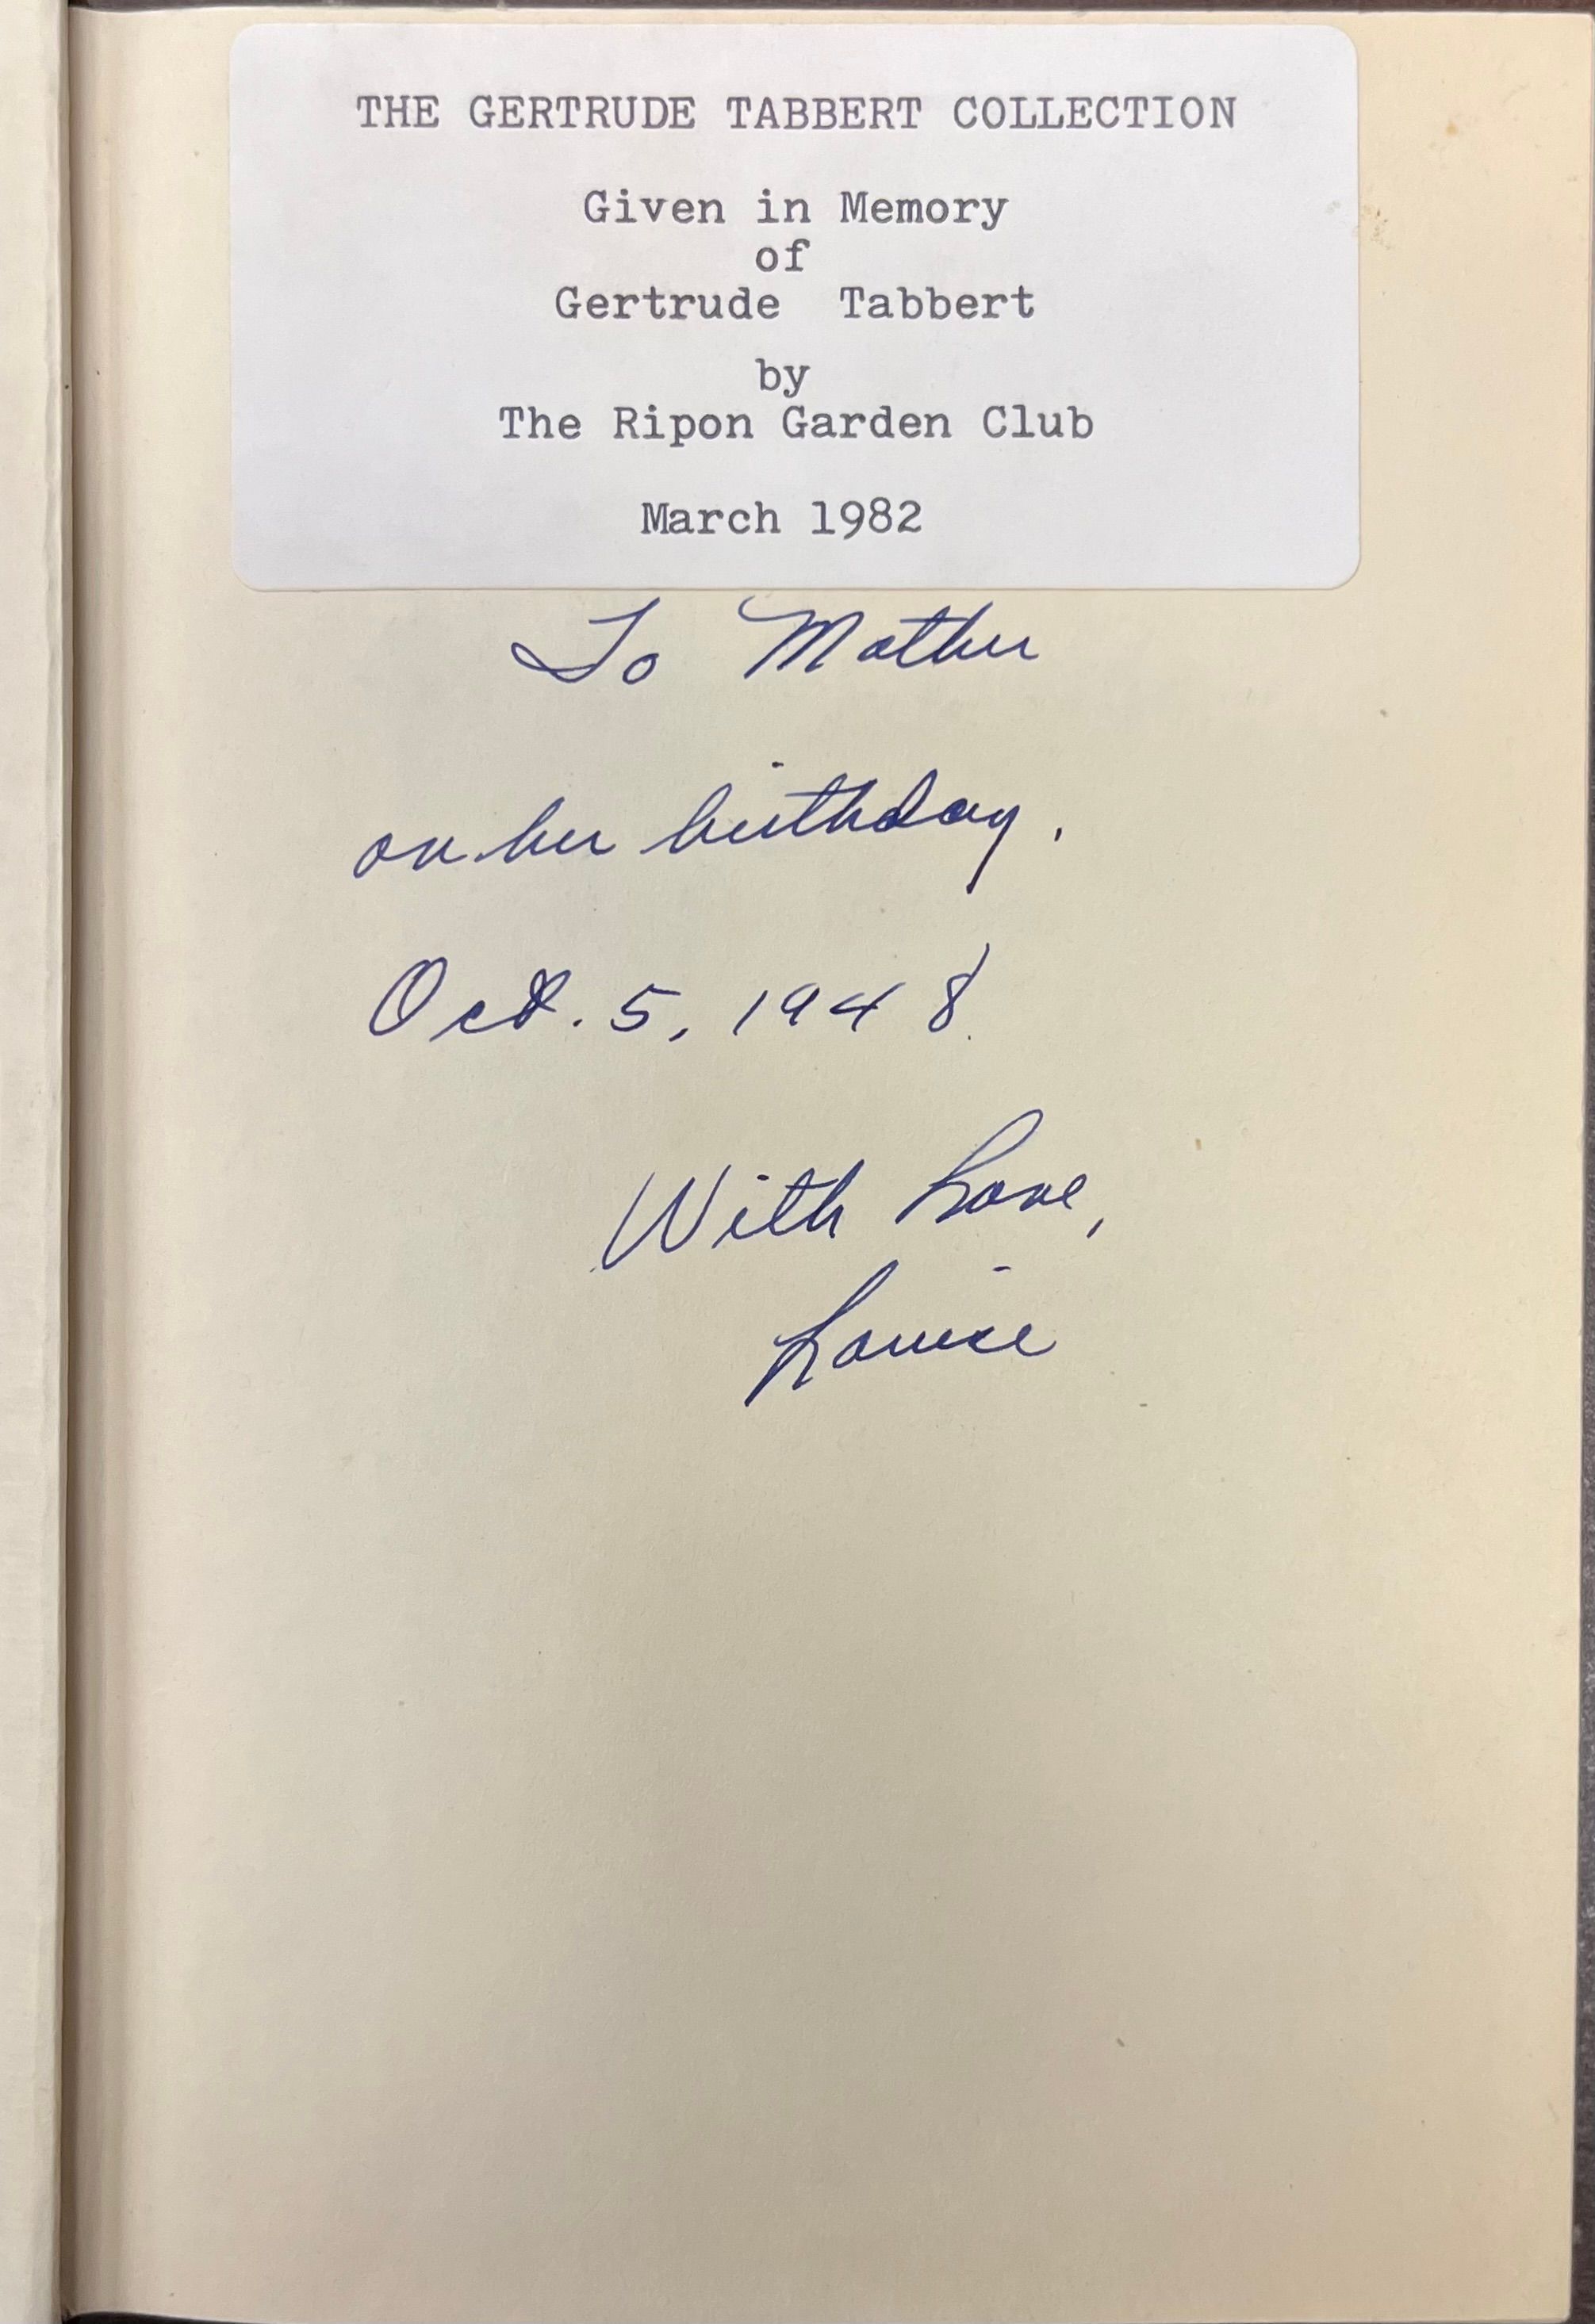 THE GERTRUDE TABBERT COLLECTION
Given in Memory
of
Gertrude Tabbert
by
The Ripon Garden Club
March 1982
To Mother
on her birthday.
Oct. 5, 1948.
With Love,
Louise